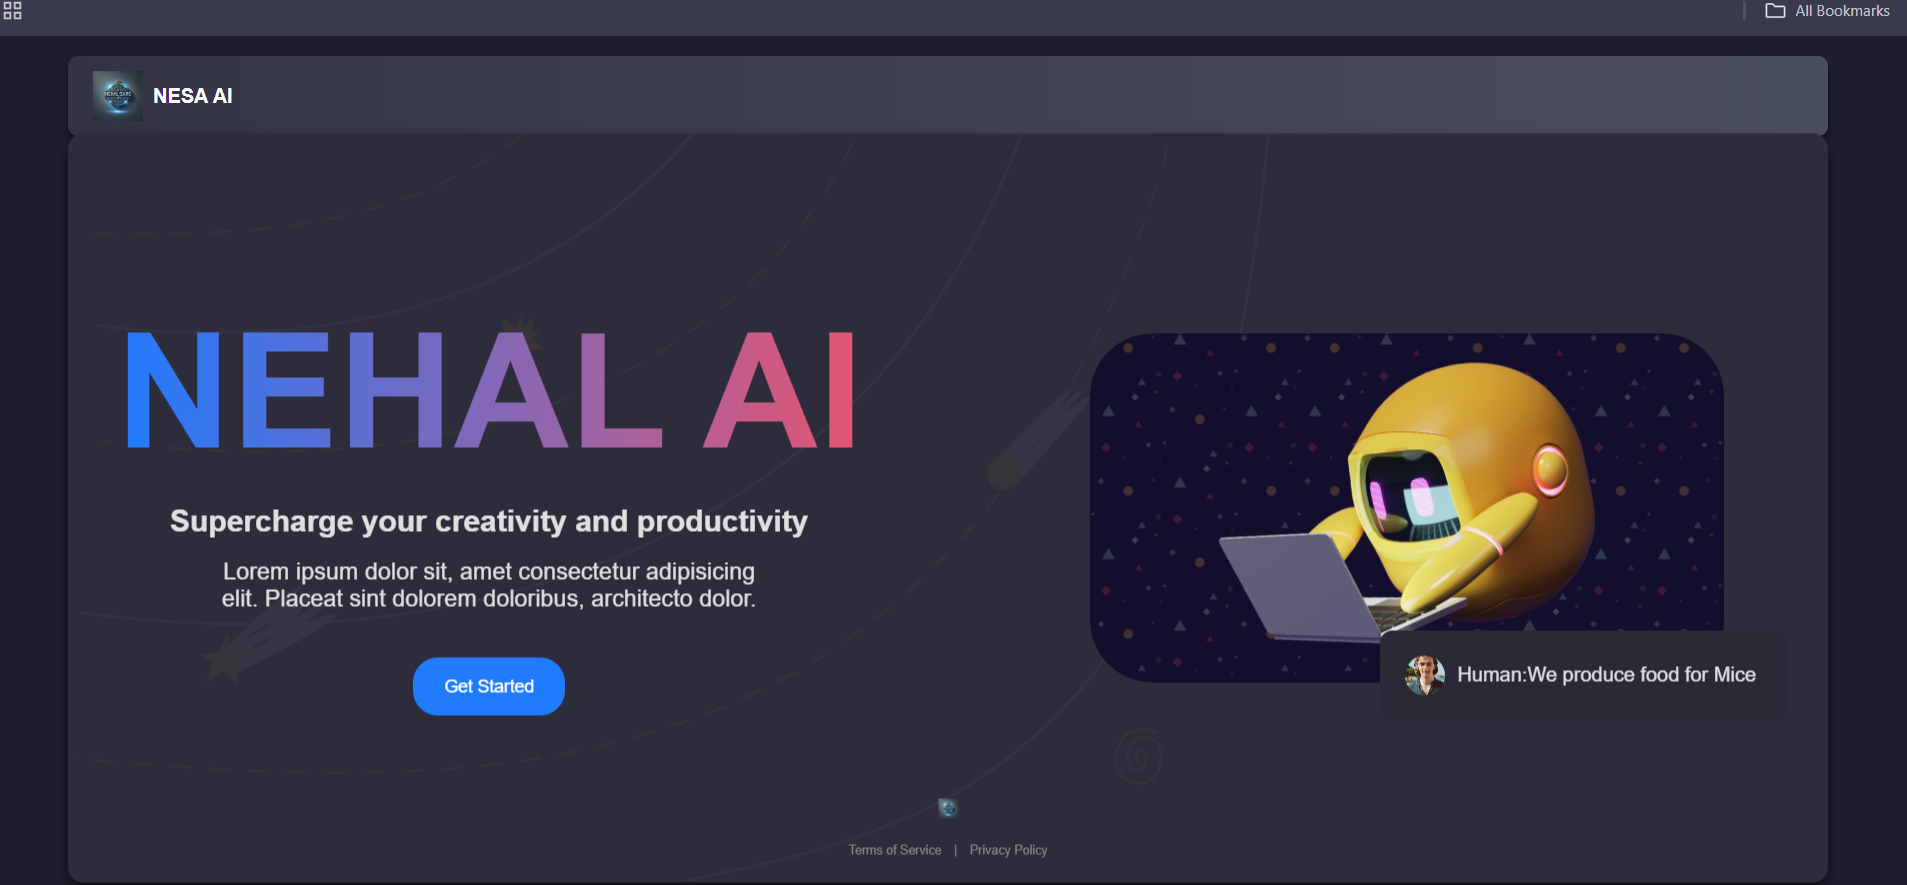 All Bookmarks
NESA AI
NEHAL AI
Supercharge your creativity and productivity
Lorem ipsum dolor sit, amet consectetur adipisicing
elit. Placeat sint dolorem doloribus, architecto dolor.
Get Started
Human:We produce food for Mice
Terms of Service | Privacy Policy